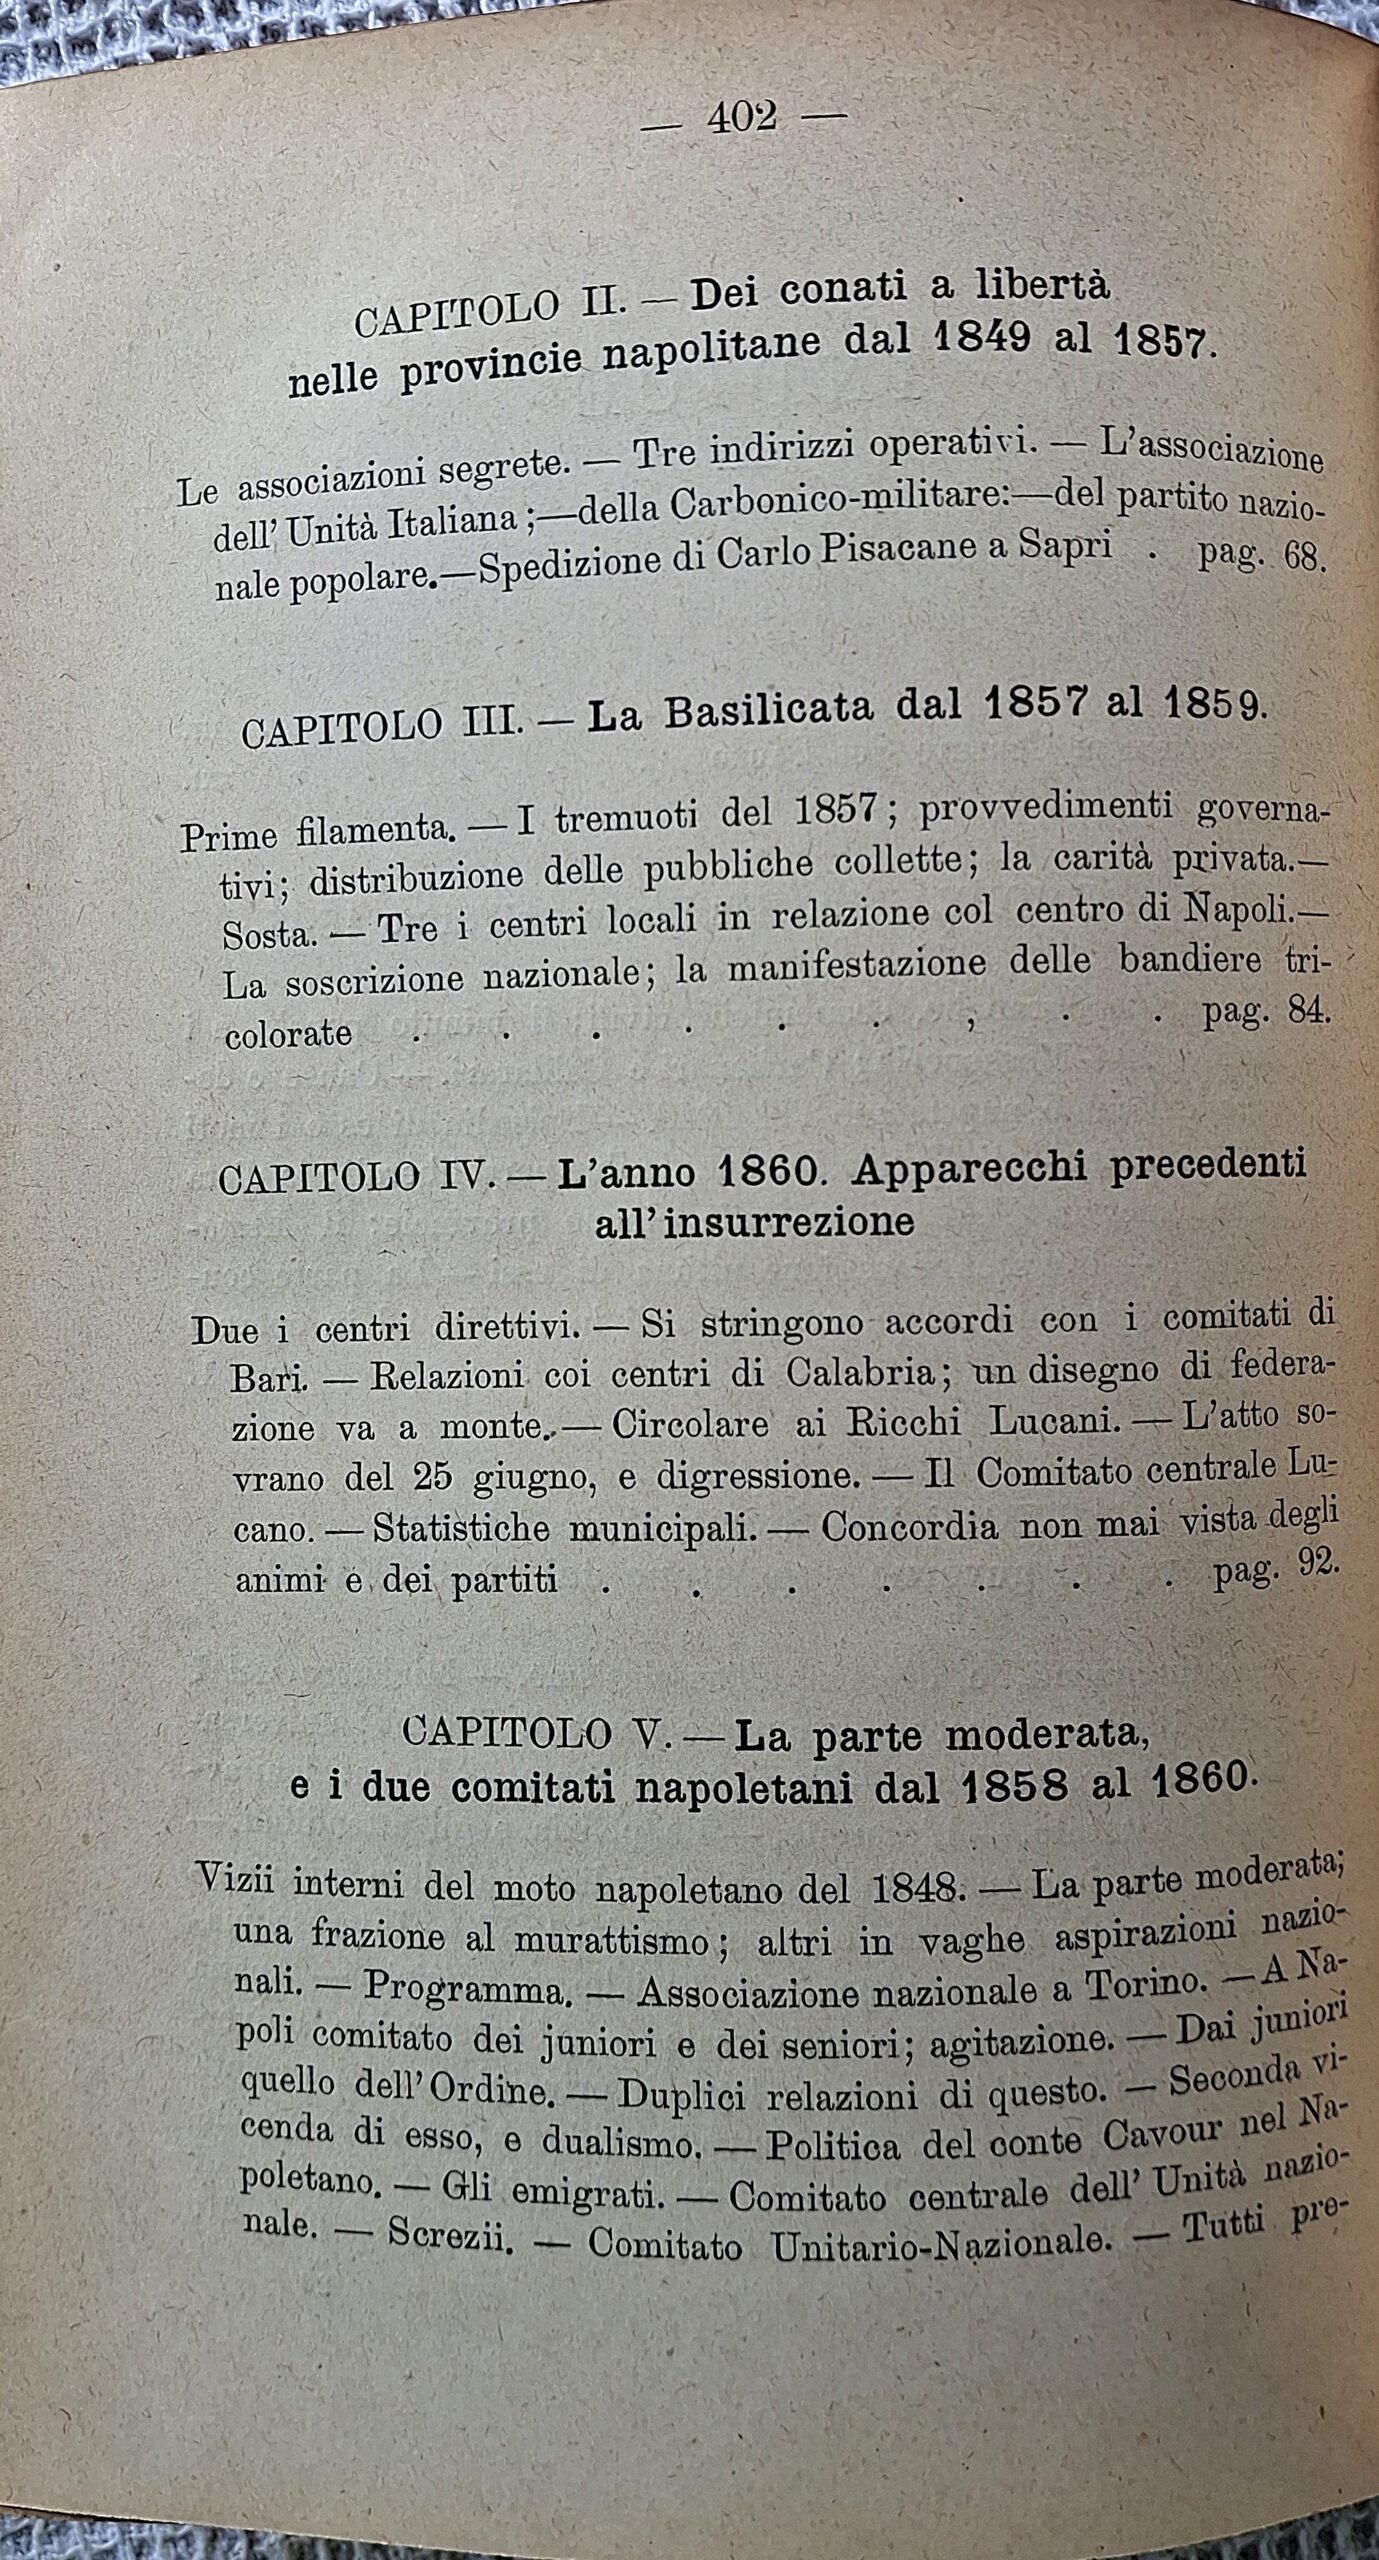 — 402 —
CAPITOLO II. — Dei conati a libertà
nelle provincie napolitane dal 1849 al 1857.
Le associazioni segrete. — Tre indirizzi operativi. — L'associazione
dell' Unità Italiana ;—della Carbonico-militare:—del partito nazio-
nale popolare.—Spedizione di Carlo Pisacane a Sapri . pag. 68.
CAPITOLO III. — La Basilicata dal 1857 al 1859.
Prime filamenta. — I tremuoti del 1857 ; provvedimenti governa-
tivi; distribuzione delle pubbliche collette; la carità privata.—
Sosta. — Tre i centri locali in relazione col centro di Napoli.—
La soscrizione nazionale; la manifestazione delle bandiere tri-
colorate . . . . . . , . . pag. 84.
CAPITOLO IV. — L'anno 1860. Apparecchi precedenti
all'insurrezione
Due i centri direttivi. — Si stringono accordi con i comitati di
Bari. — Relazioni coi centri di Calabria; un disegno di federa-
zione va a monte. — Circolare ai Ricchi Lucani. — L'atto so-
vrano del 25 giugno, e digressione. — Il Comitato centrale Lu-
cano. — Statistiche municipali. — Concordia non mai vista degli
animi e dei partiti . . . . . . . pag. 92.
CAPITOLO V. — La parte moderata,
e i due comitati napoletani dal 1858 al 1860.
Vizii interni del moto napoletano del 1848. — La parte moderata;
una frazione al murattismo; altri in vaghe aspirazioni nazio-
nali. — Programma. — Associazione nazionale a Torino. — A Na-
poli comitato dei juniori e dei seniori; agitazione. — Dai juniori
quello dell'Ordine. — Duplici relazioni di questo. — Seconda vi-
cenda di esso, e dualismo. — Politica del conte Cavour nel Na-
poletano. — Gli emigrati. — Comitato centrale dell' Unità nazio-
nale. — Screzii. — Comitato Unitario-Nazionale. — Tutti pre-